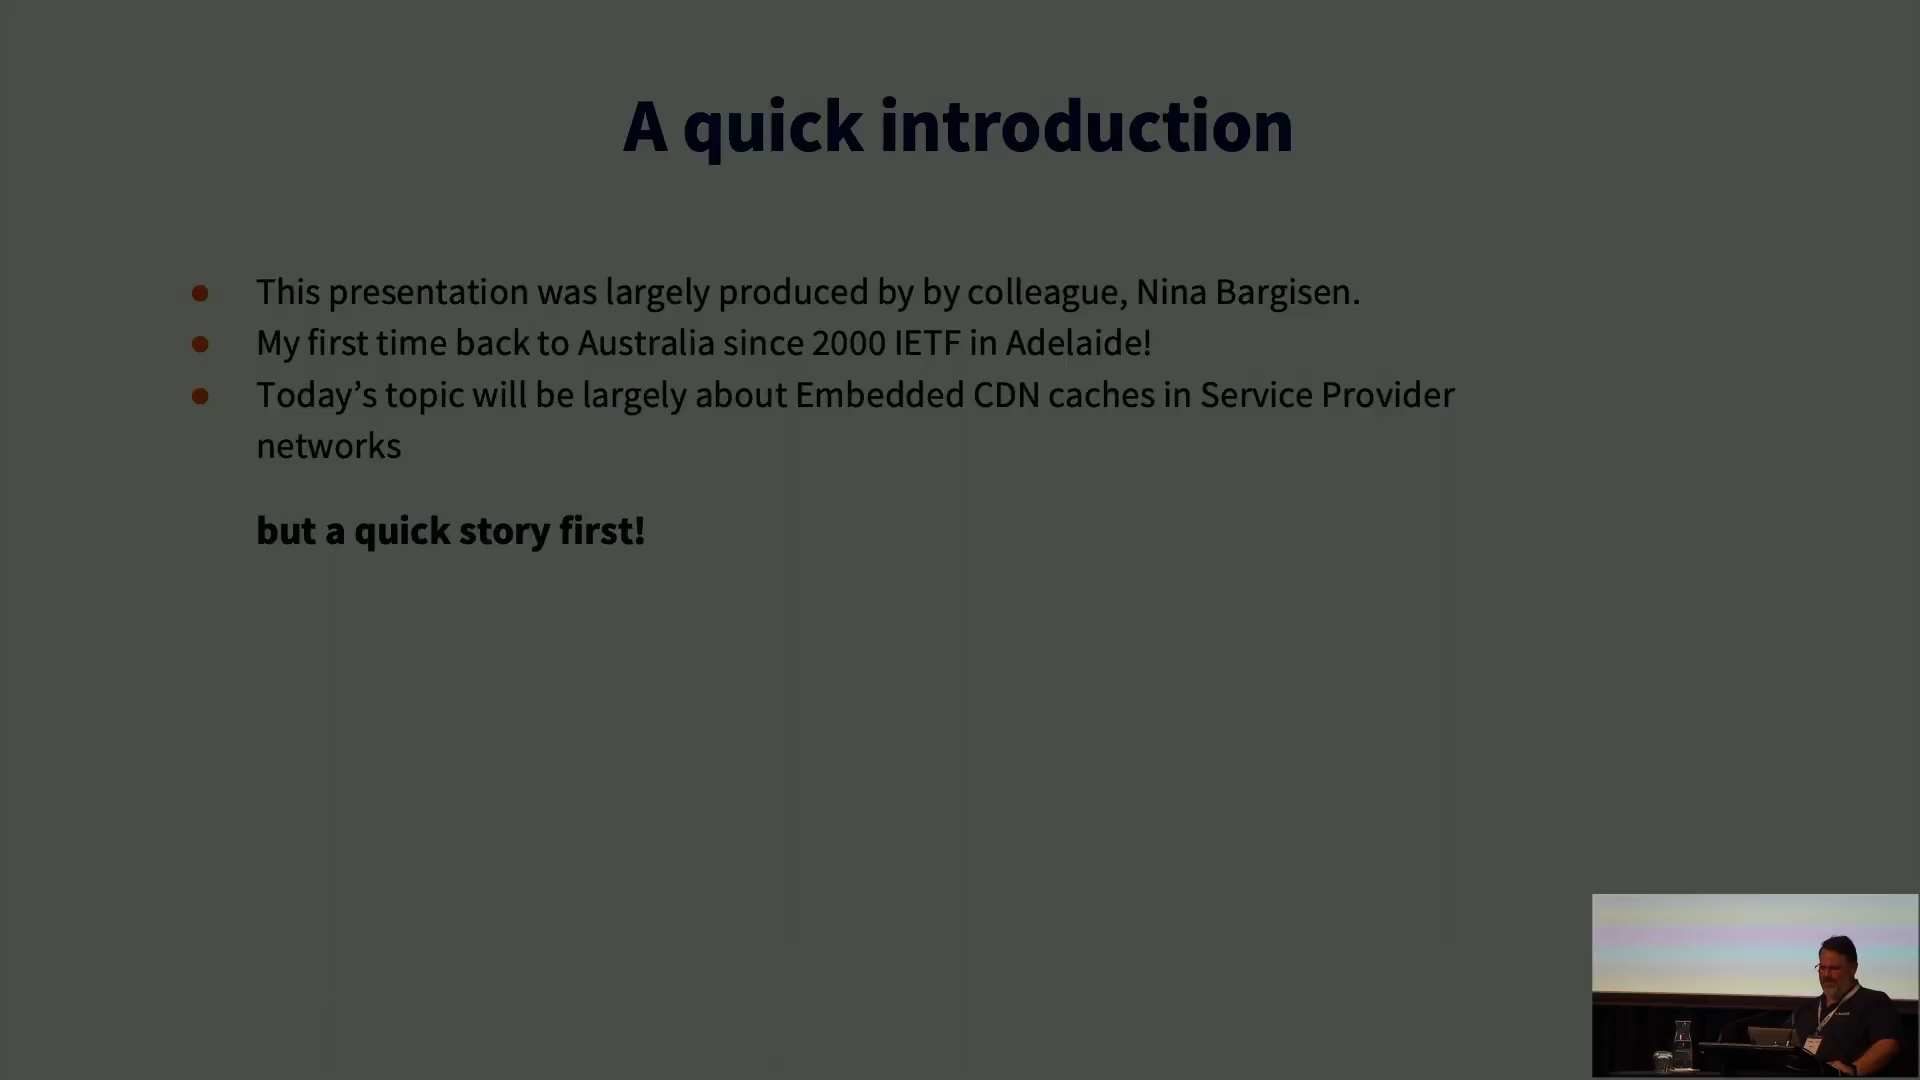 A quick introduction
● This presentation was largely produced by by colleague, Nina Bargisen.
● My first time back to Australia since 2000 IETF in Adelaide!
● Today’s topic will be largely about Embedded CDN caches in Service Provider
networks
but a quick story first!